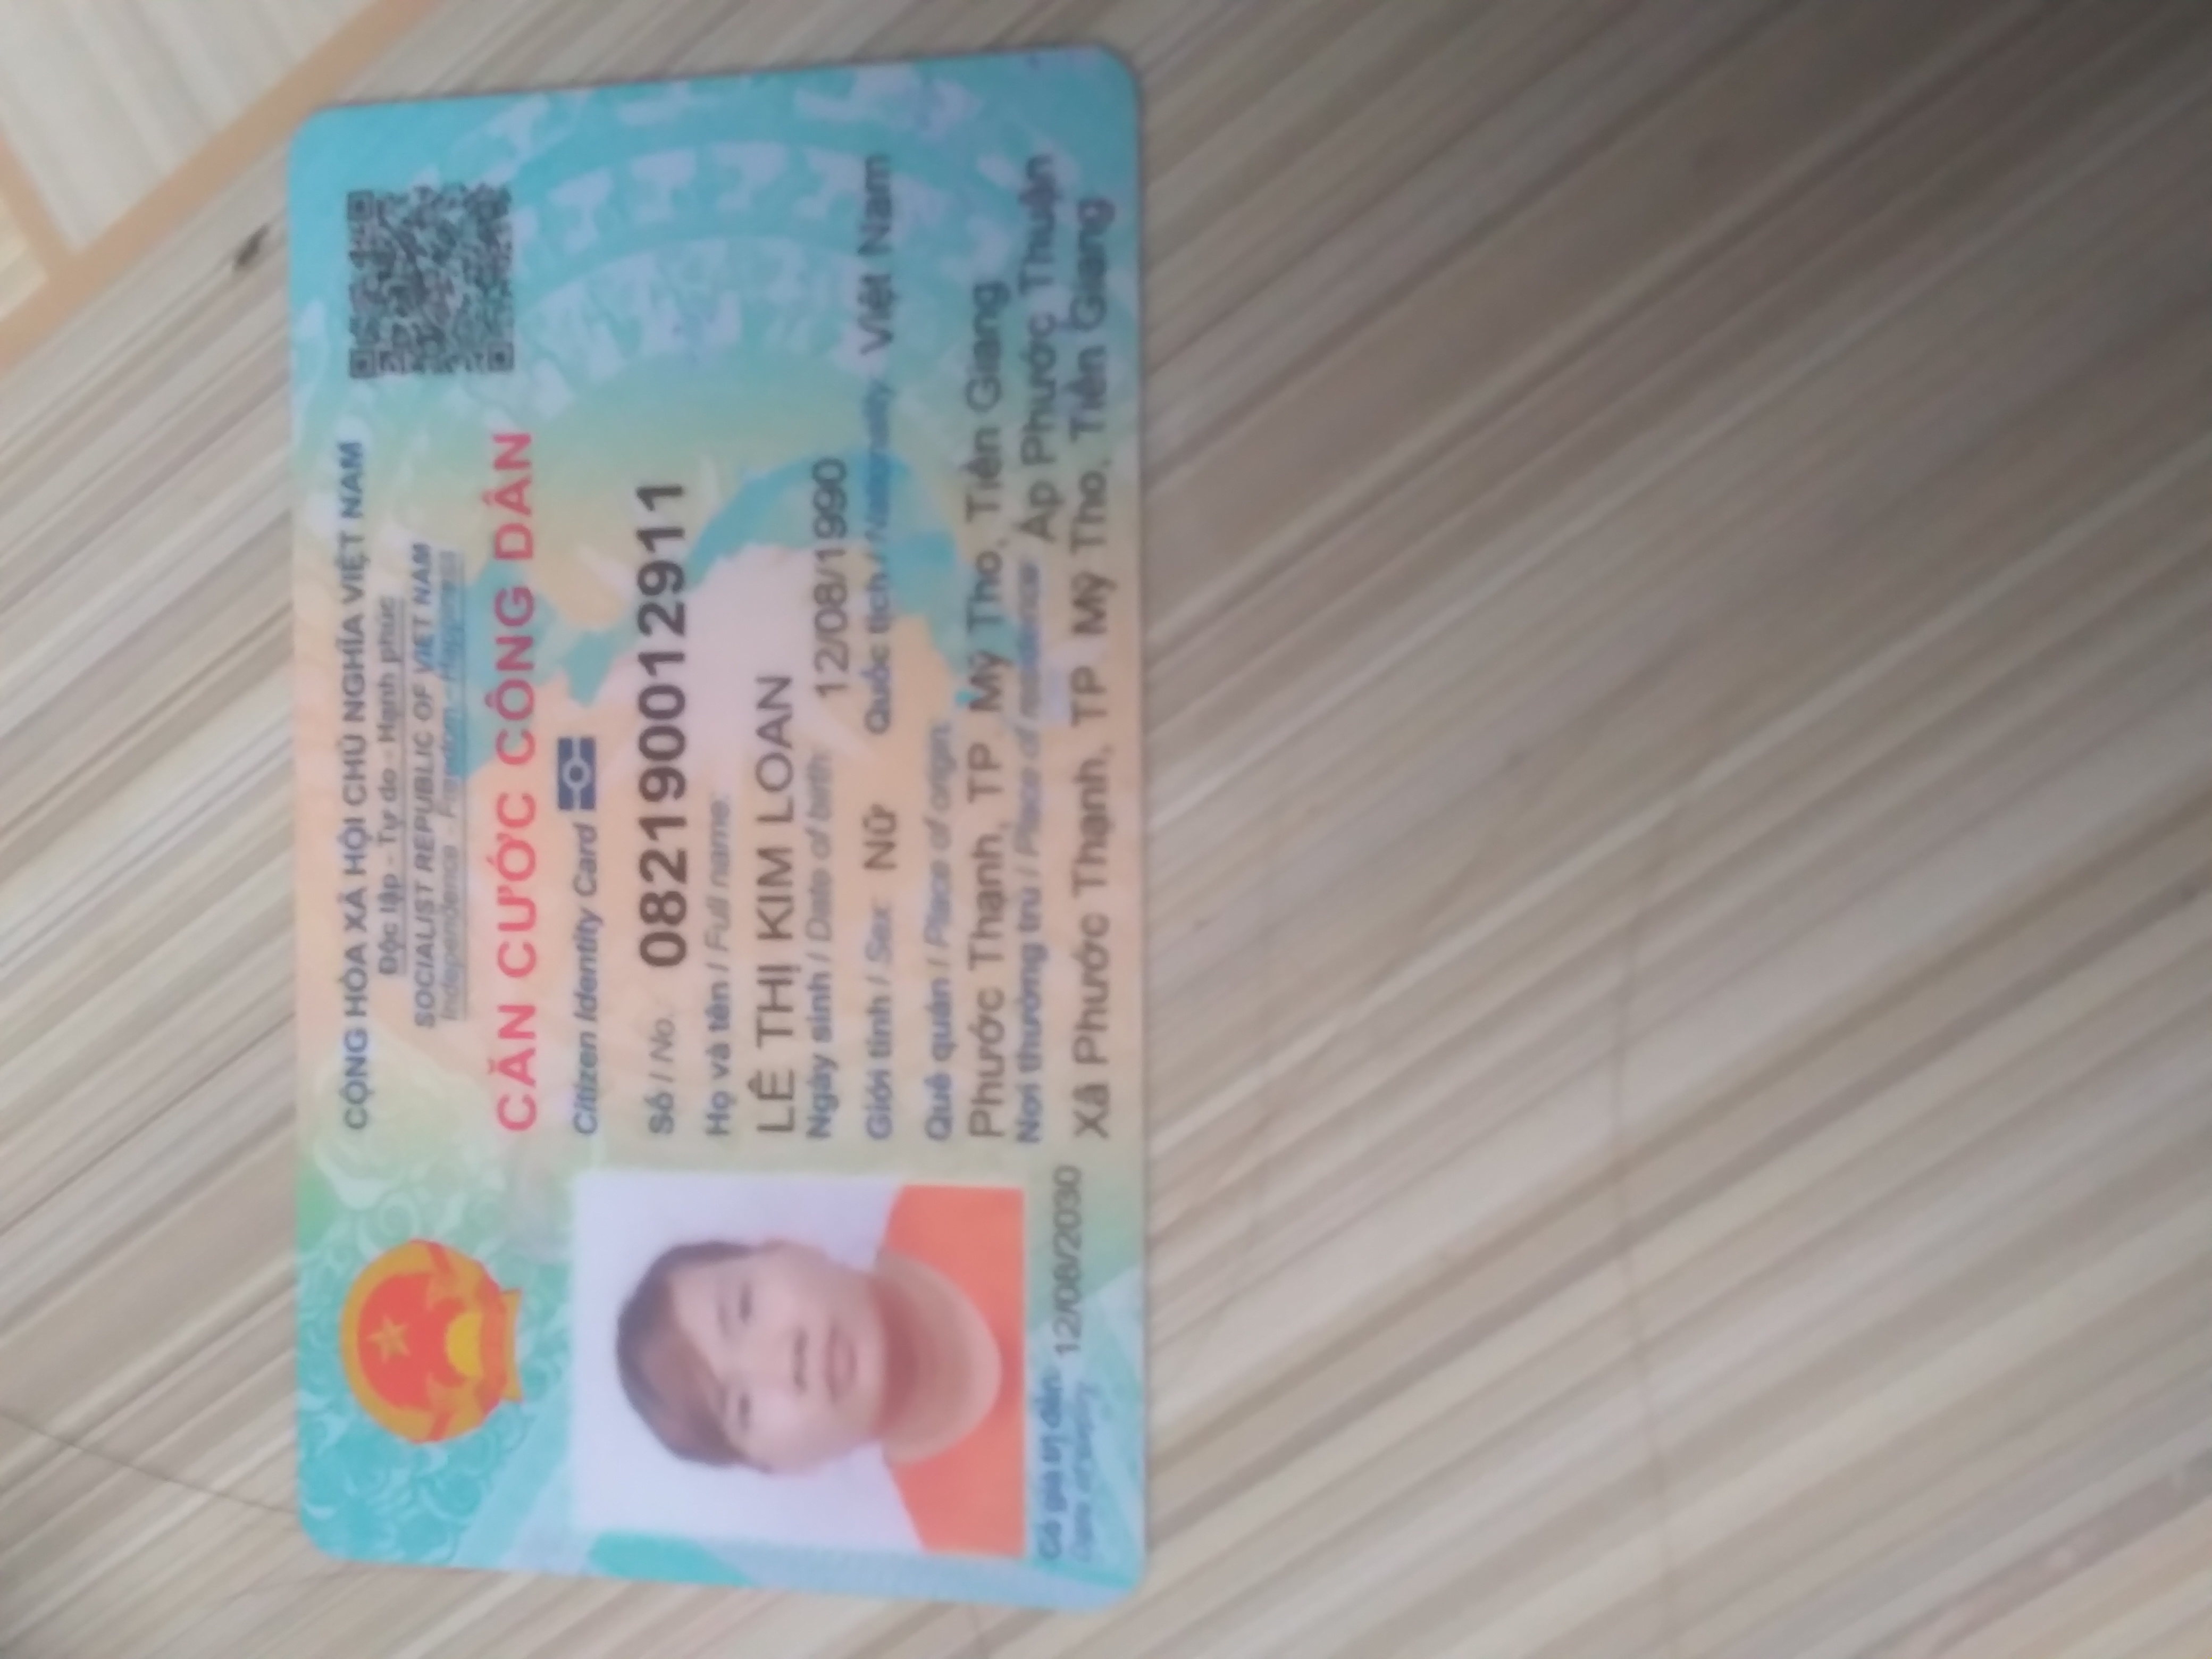 CỘNG HÒA XÃ HỘI CHỦ NGHĨA VIỆT NAM
Độc lập - Tự do - Hạnh phúc
SOCIALIST REPUBLIC OF VIET NAM
Independence - Freedom - Happiness
CĂN CƯỚC CÔNG DÂN
Citizen Identity Card
Số / No. 082190012911
Họ và tên / Full name:
LÊ THỊ KIM LOAN
Ngày sinh / Date of birth: 12/08/1990
Giới tính / Sex: Nữ Quốc tịch / Nationality: Việt Nam
Quê quán / Place of origin:
Phước Thạnh, TP. Mỹ Tho, Tiền Giang
Nơi thường trú / Place of residence: Ấp Phước Thuận
Xã Phước Thạnh, TP. Mỹ Tho, Tiền Giang
Có giá trị đến: 12/08/2030
Date of expiry